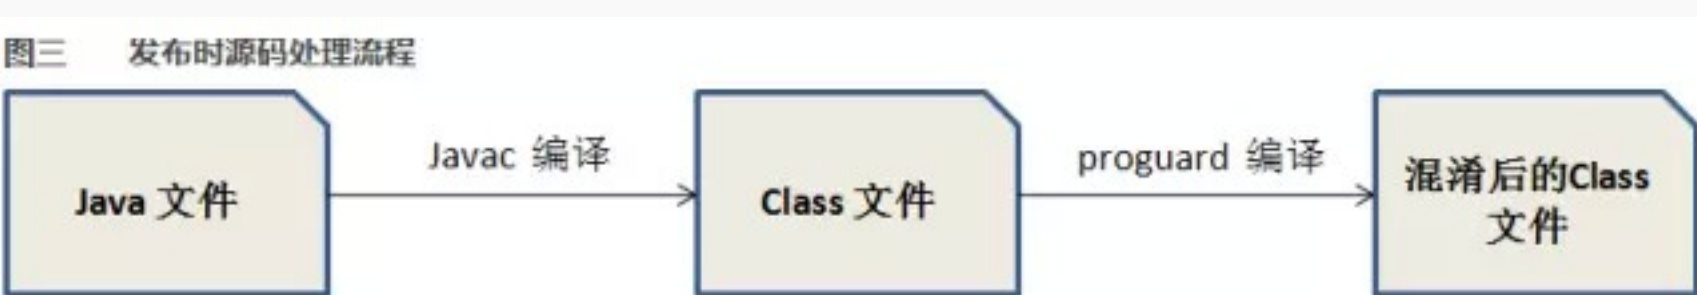 图三 发布时源码处理流程
Java 文件
Javac 编译
Class 文件
proguard 编译
混淆后的Class
文件